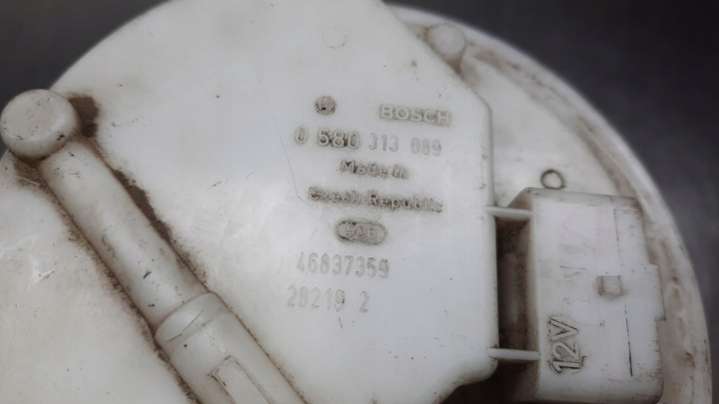 BOSCH
0 580 313 089
Made in
Czech Republic
46837359
28219 2
12V